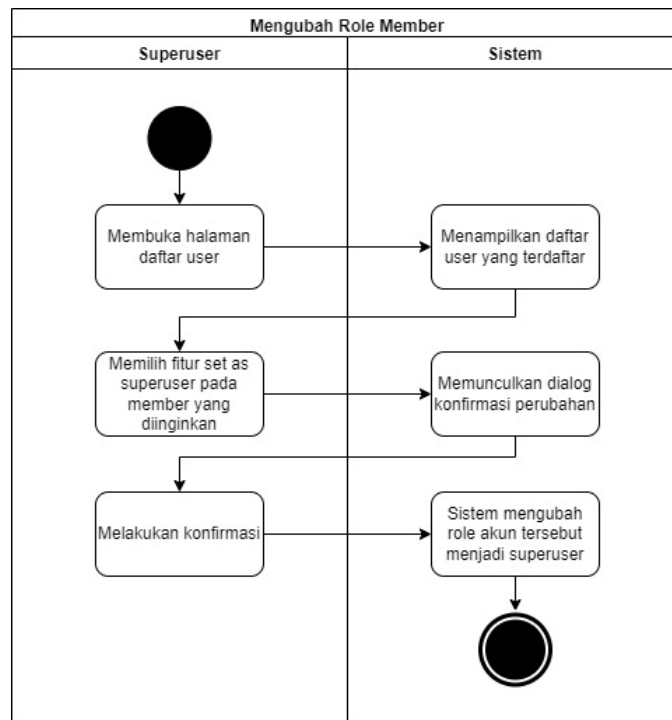 Mengubah Role Member
Superuser
Sistem
Membuka halaman
daftar user
Menampilkan daftar
user yang terdaftar
Memilih fitur set as
superuser pada
member yang
diinginkan
Memunculkan dialog
konfirmasi perubahan
Melakukan konfirmasi
Sistem mengubah
role akun tersebut
menjadi superuser